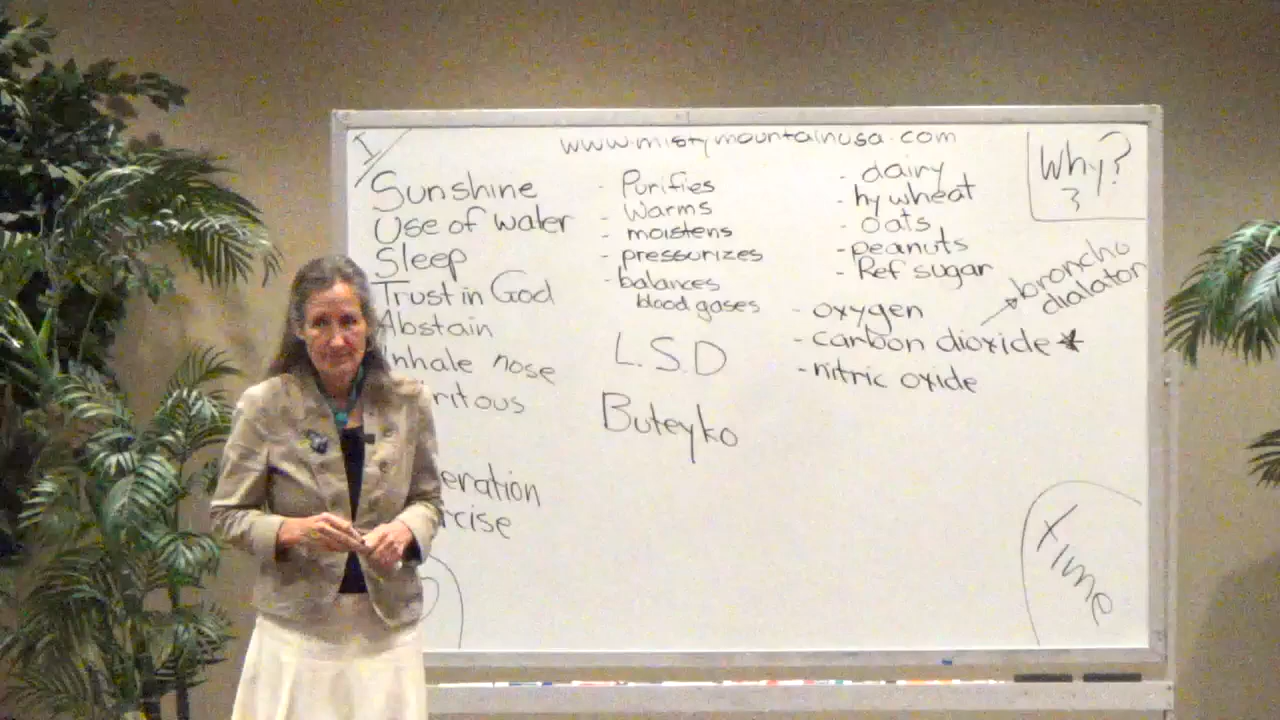 I
www.mistymountainusa.com
Sunshine
Use of water
Sleep
Trust in God
Abstain
nhale nose
ritous
eration
rcise
- Purifies
- Warms
- moistens
- pressurizes
- balances
blood gases
L.S.D
Buteyko
- dairy
- hy wheat
- oats
- peanuts
- Ref sugar
- oxygen
- carbon dioxide *
- nitric oxide
broncho
dialator
Why?
3
Time